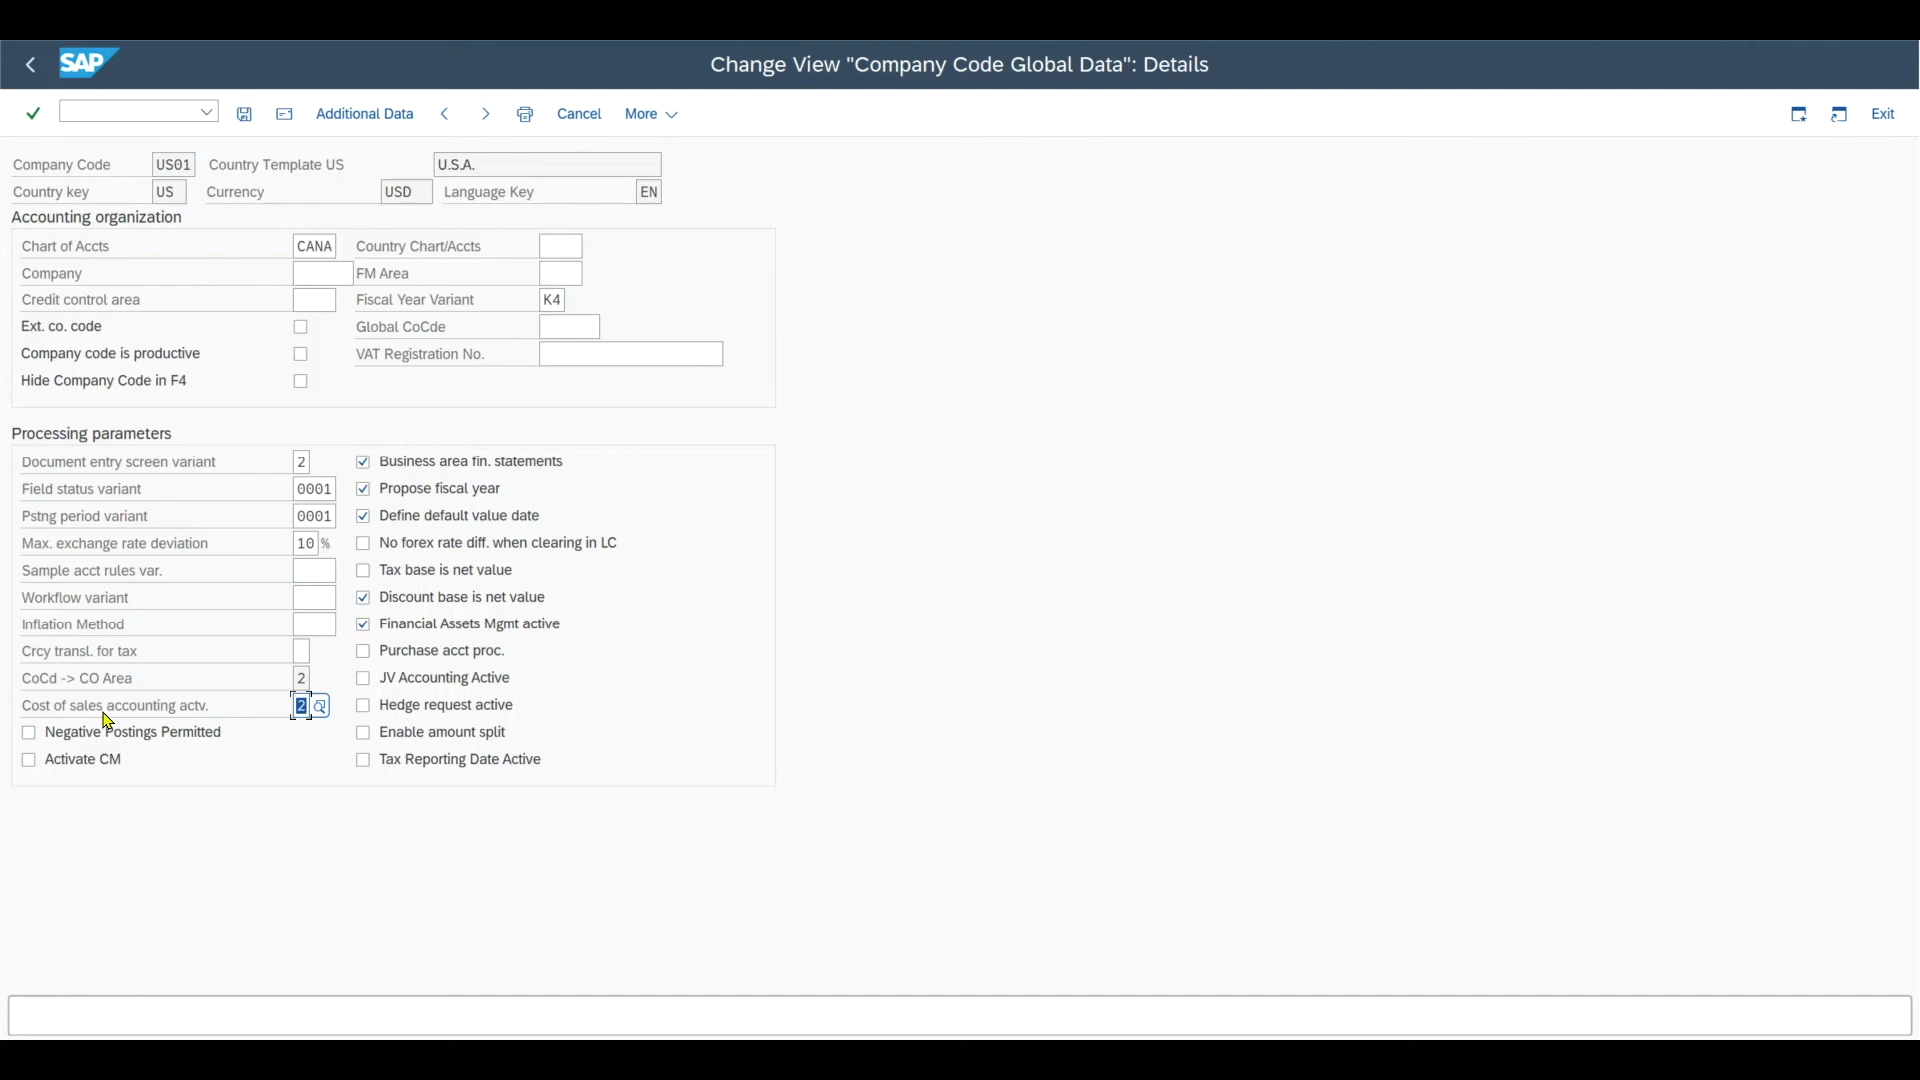 SAP Change View "Company Code Global Data": Details
Additional Data Cancel More Exit
Company Code US01 Country Template US U.S.A.
Country key US Currency USD Language Key EN
Accounting organization
Chart of Accts CANA Country Chart/Accts
Company FM Area
Credit control area Fiscal Year Variant K4
Ext. co. code Global CoCde
Company code is productive VAT Registration No.
Hide Company Code in F4
Processing parameters
Document entry screen variant 2 Business area fin. statements
Field status variant 0001 Propose fiscal year
Pstng period variant 0001 Define default value date
Max. exchange rate deviation 10 % No forex rate diff. when clearing in LC
Sample acct rules var. Tax base is net value
Workflow variant Discount base is net value
Inflation Method Financial Assets Mgmt active
Crcy transl. for tax Purchase acct proc.
CoCd -> CO Area 2 JV Accounting Active
Cost of sales accounting actv. 2 Hedge request active
Negative Postings Permitted Enable amount split
Activate CM Tax Reporting Date Active